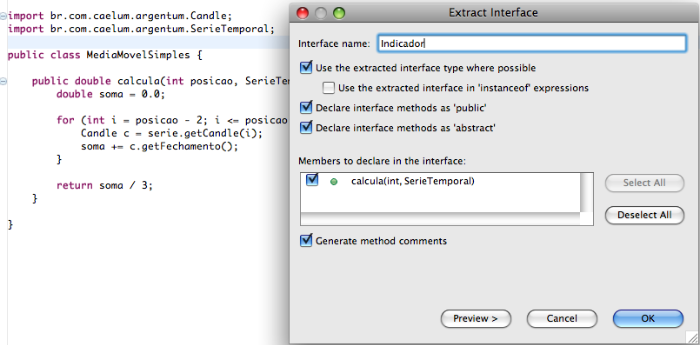 import br.com.caelum.argentum.Candle;
import br.com.caelum.argentum.SerieTemporal;
public class MediaMovelSimples {
public double calcula(int posicao, SerieTe
double soma = 0.0;
for (int i = posicao - 2; i <= posicao
Candle c = serie.getCandle(i);
soma += c.getFechamento();
}
return soma / 3;
}
}
Extract Interface
Interface name: Indicador
Use the extracted interface type where possible
Use the extracted interface in 'instanceof' expressions
Declare interface methods as 'public'
Declare interface methods as 'abstract'
Members to declare in the interface:
calcula(int, SerieTemporal)
Select All
Deselect All
Generate method comments
Preview >
Cancel
OK